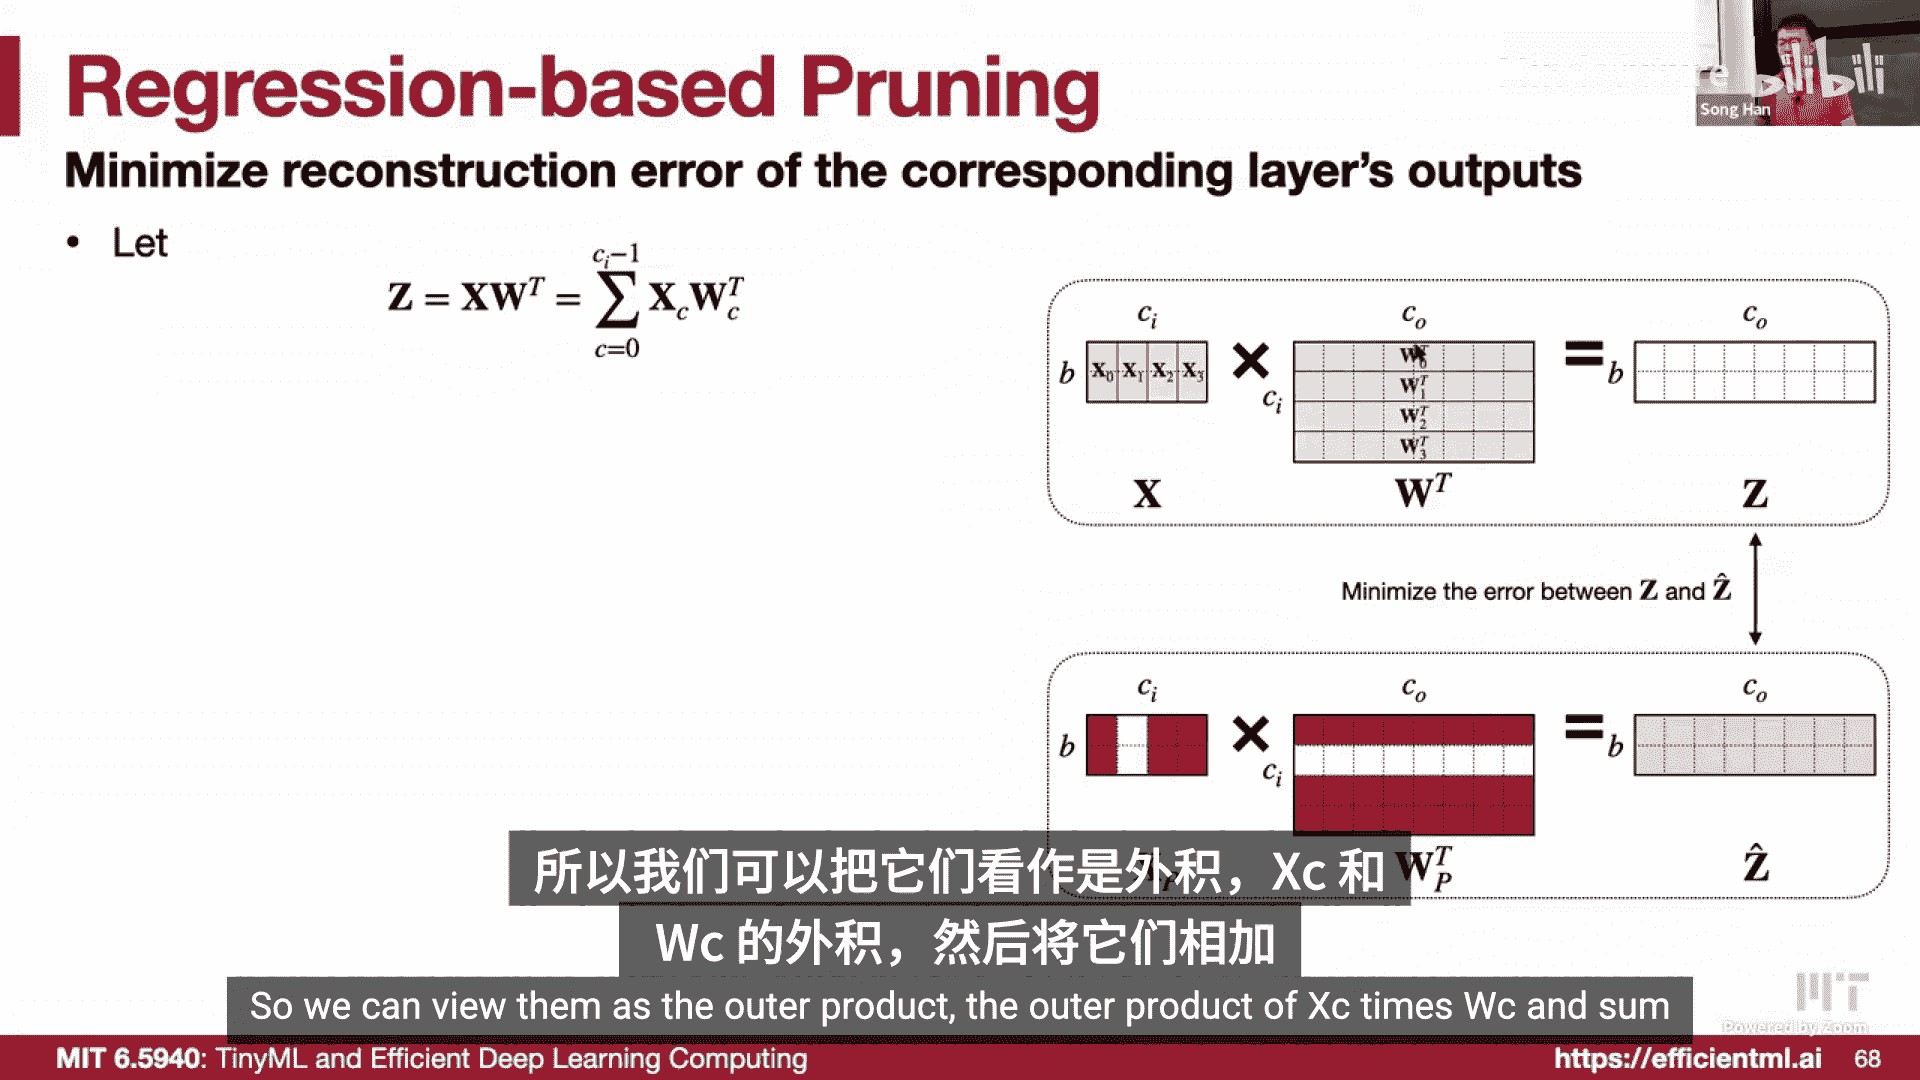 bilibili
Song Han
Regression-based Pruning
Minimize reconstruction error of the corresponding layer's outputs
• Let
Z = XW^T = ∑_{c=0}^{c_i−1} X_c W_c^T
c_i c_o c_o
b X_0 X_1 X_2 X_3 × c_i W_0^T = b
W_1^T
W_2^T
W_3^T
X W^T Z
Minimize the error between Z and Ẑ
c_i c_o c_o
b × c_i = b
W_P^T Ẑ
所以我们可以把它们看作是外积，Xc 和
Wc 的外积，然后将它们相加
So we can view them as the outer product, the outer product of Xc times Wc and sum
MIT
Powered by Zoom
MIT 6.5940: TinyML and Efficient Deep Learning Computing https://efficientml.ai 68